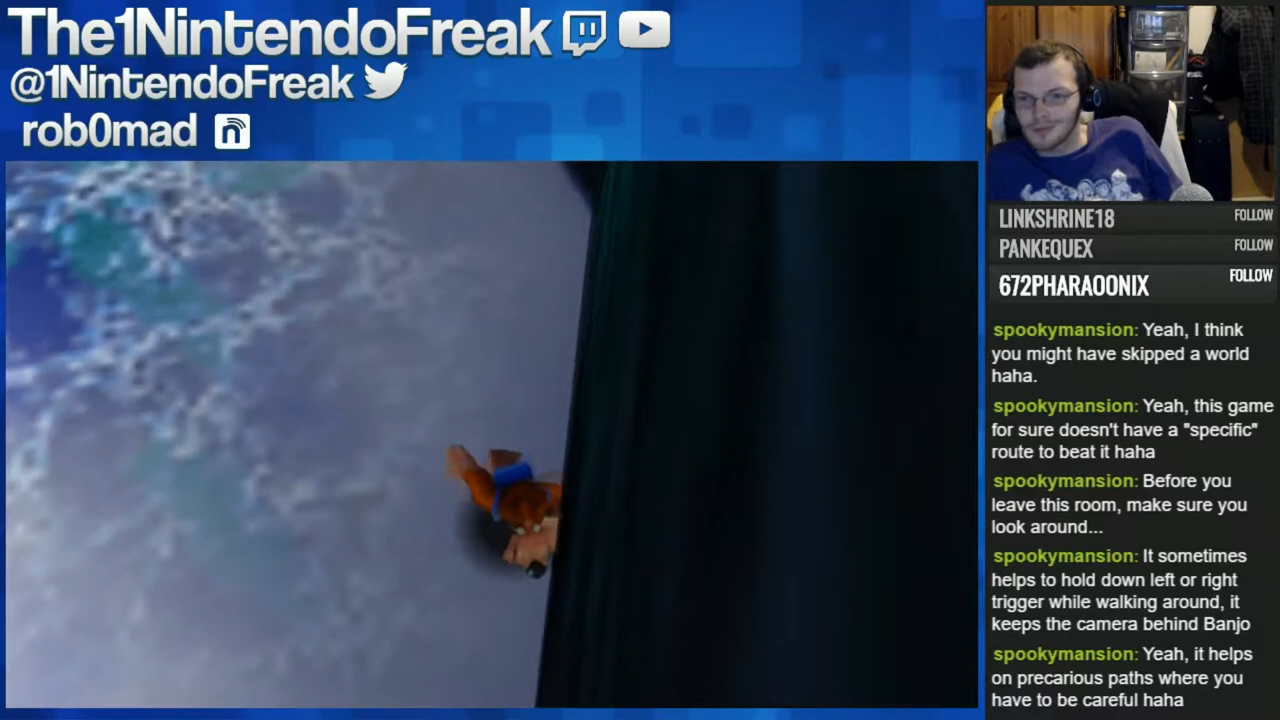 The1NintendoFreak
@1NintendoFreak
rob0mad
LINKSHRINE18 FOLLOW
PANKEQUEX FOLLOW
672PHARAOONIX FOLLOW
spookymansion: Yeah, I think
you might have skipped a world
haha.
spookymansion: Yeah, this game
for sure doesn't have a "specific"
route to beat it haha
spookymansion: Before you
leave this room, make sure you
look around...
spookymansion: It sometimes
helps to hold down left or right
trigger while walking around, it
keeps the camera behind Banjo
spookymansion: Yeah, it helps
on precarious paths where you
have to be careful haha